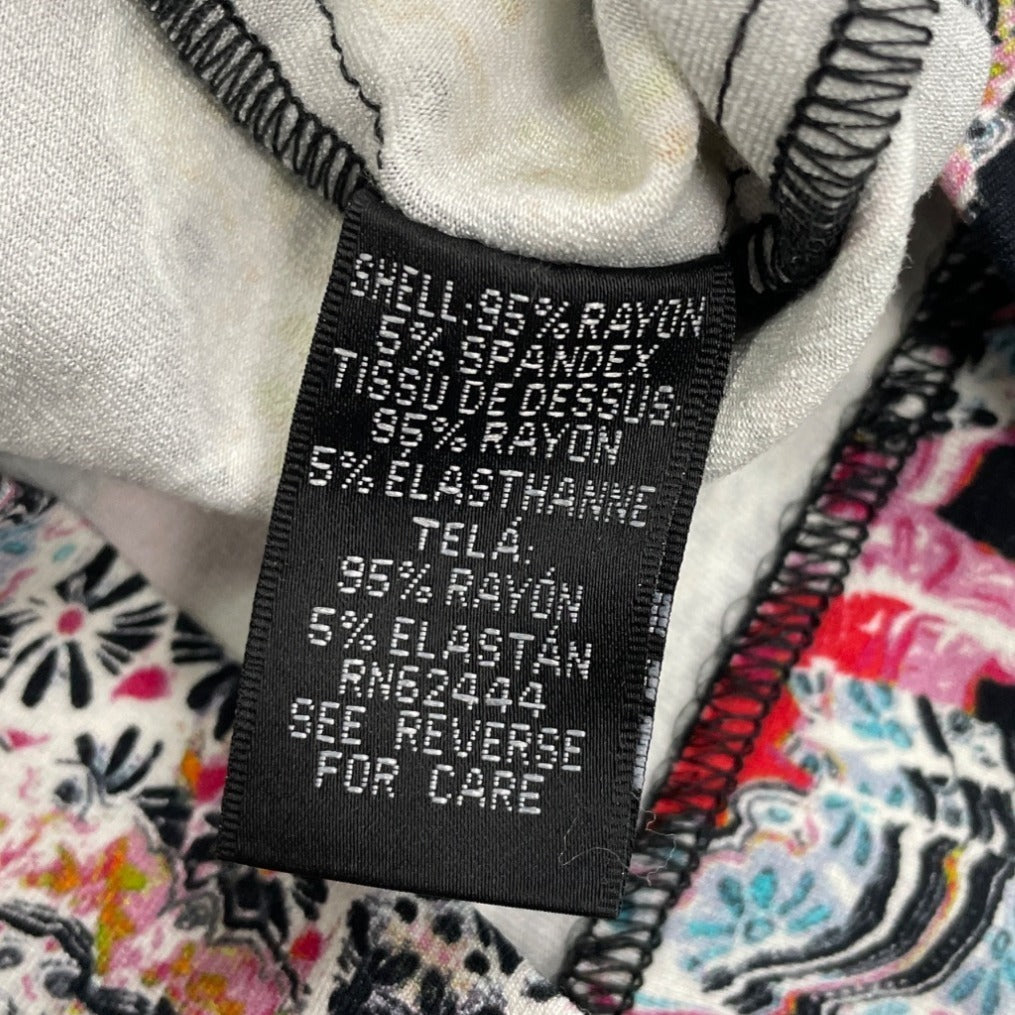 SHELL:95% RAYON
5% SPANDEX
TISSU DE DESSUS:
95% RAYON
5% ELASTHANNE
TELÁ:
95% RAYÓN
5% ELASTÁN
RN62444
SEE REVERSE
FOR CARE